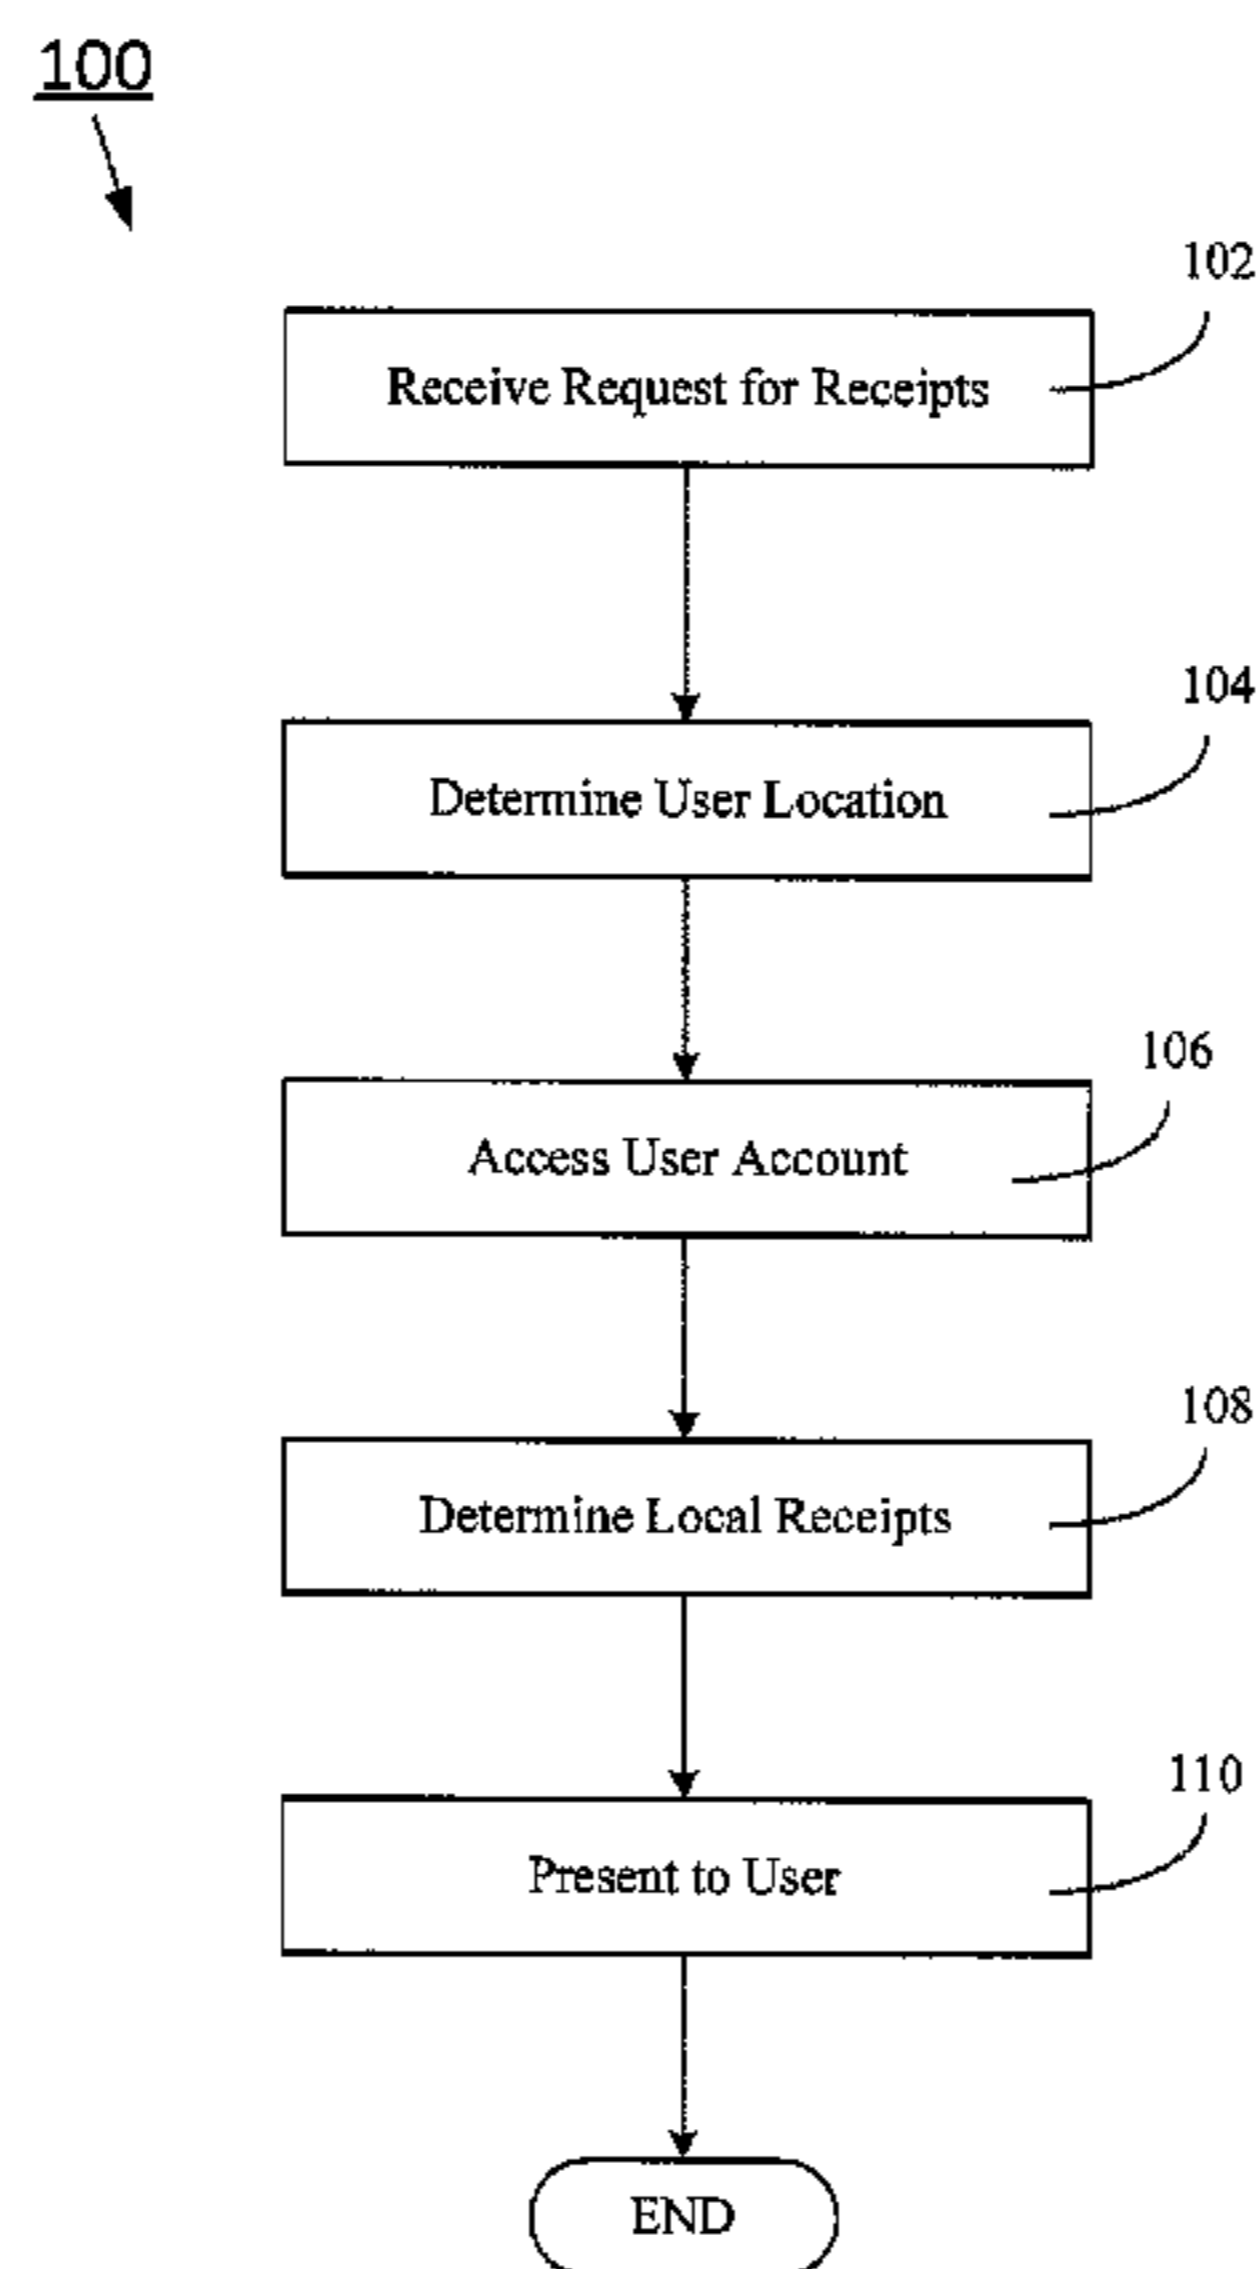 100
102
Receive Request for Receipts
104
Determine User Location
106
Access User Account
108
Determine Local Receipts
110
Present to User
END